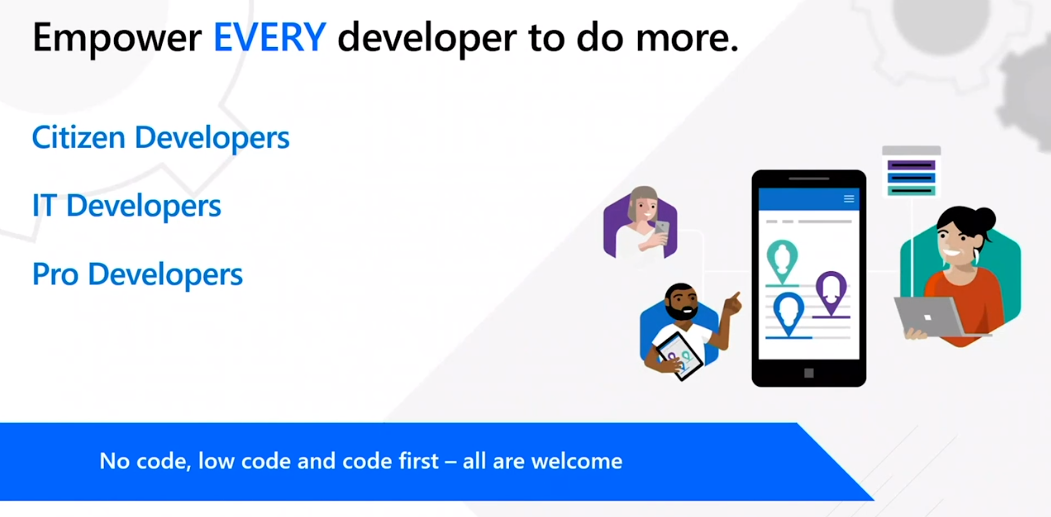 Empower EVERY developer to do more.
Citizen Developers
IT Developers
Pro Developers
No code, low code and code first – all are welcome